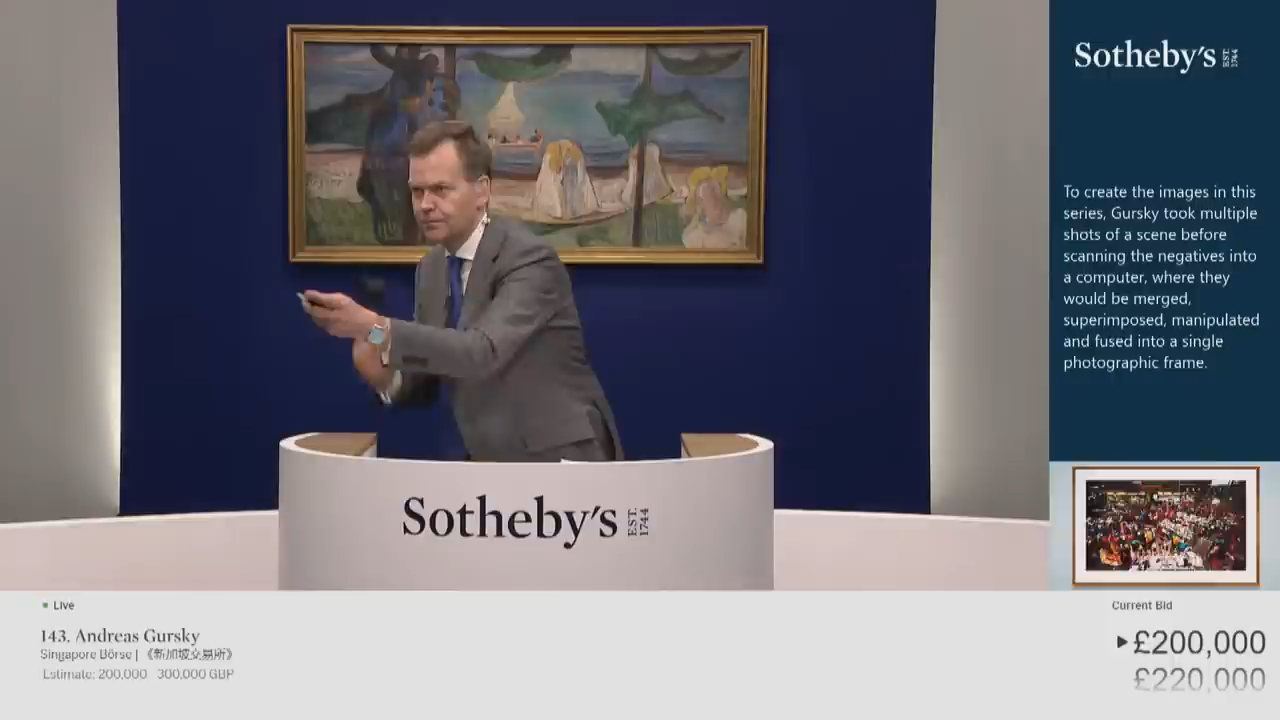 Sotheby's EST. 1744
To create the images in this
series, Gursky took multiple
shots of a scene before
scanning the negatives into
a computer, where they
would be merged,
superimposed, manipulated
and fused into a single
photographic frame.
Sotheby's EST. 1744
Live
143. Andreas Gursky
Singapore Börse | 《新加坡交易所》
Estimate: 200,000 300,000 GBP
Current Bid
£200,000
£220,000